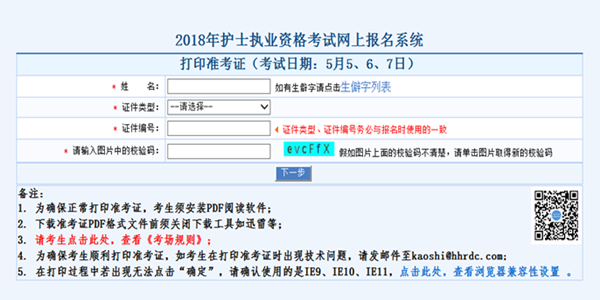 2018年护士执业资格考试网上报名系统
打印准考证（考试日期：5月5、6、7日）
* 姓 名： 如有生僻字请点击生僻字列表
* 证件类型： --请选择--
* 证件编号： 证件类型、证件编号务必与报名时使用的一致
* 请输入图片中的校验码： evcFfX 假如图片上面的校验码不清楚，请单击图片取得新的校验码
下一步
备注：
1. 为确保正常打印准考证，考生须安装PDF阅读软件；
2. 下载准考证PDF格式文件前须关闭下载工具如迅雷等；
3. 请考生点击此处，查看《考场规则》；
4. 为确保考生顺利打印准考证，如考生在打印准考证时出现技术问题，请发邮件至kaoshi@hhrdc.com；
5. 在打印过程中若出现无法点击“确定”，请确认使用的是IE9、IE10、IE11，点击此处，查看浏览器兼容性设置 。